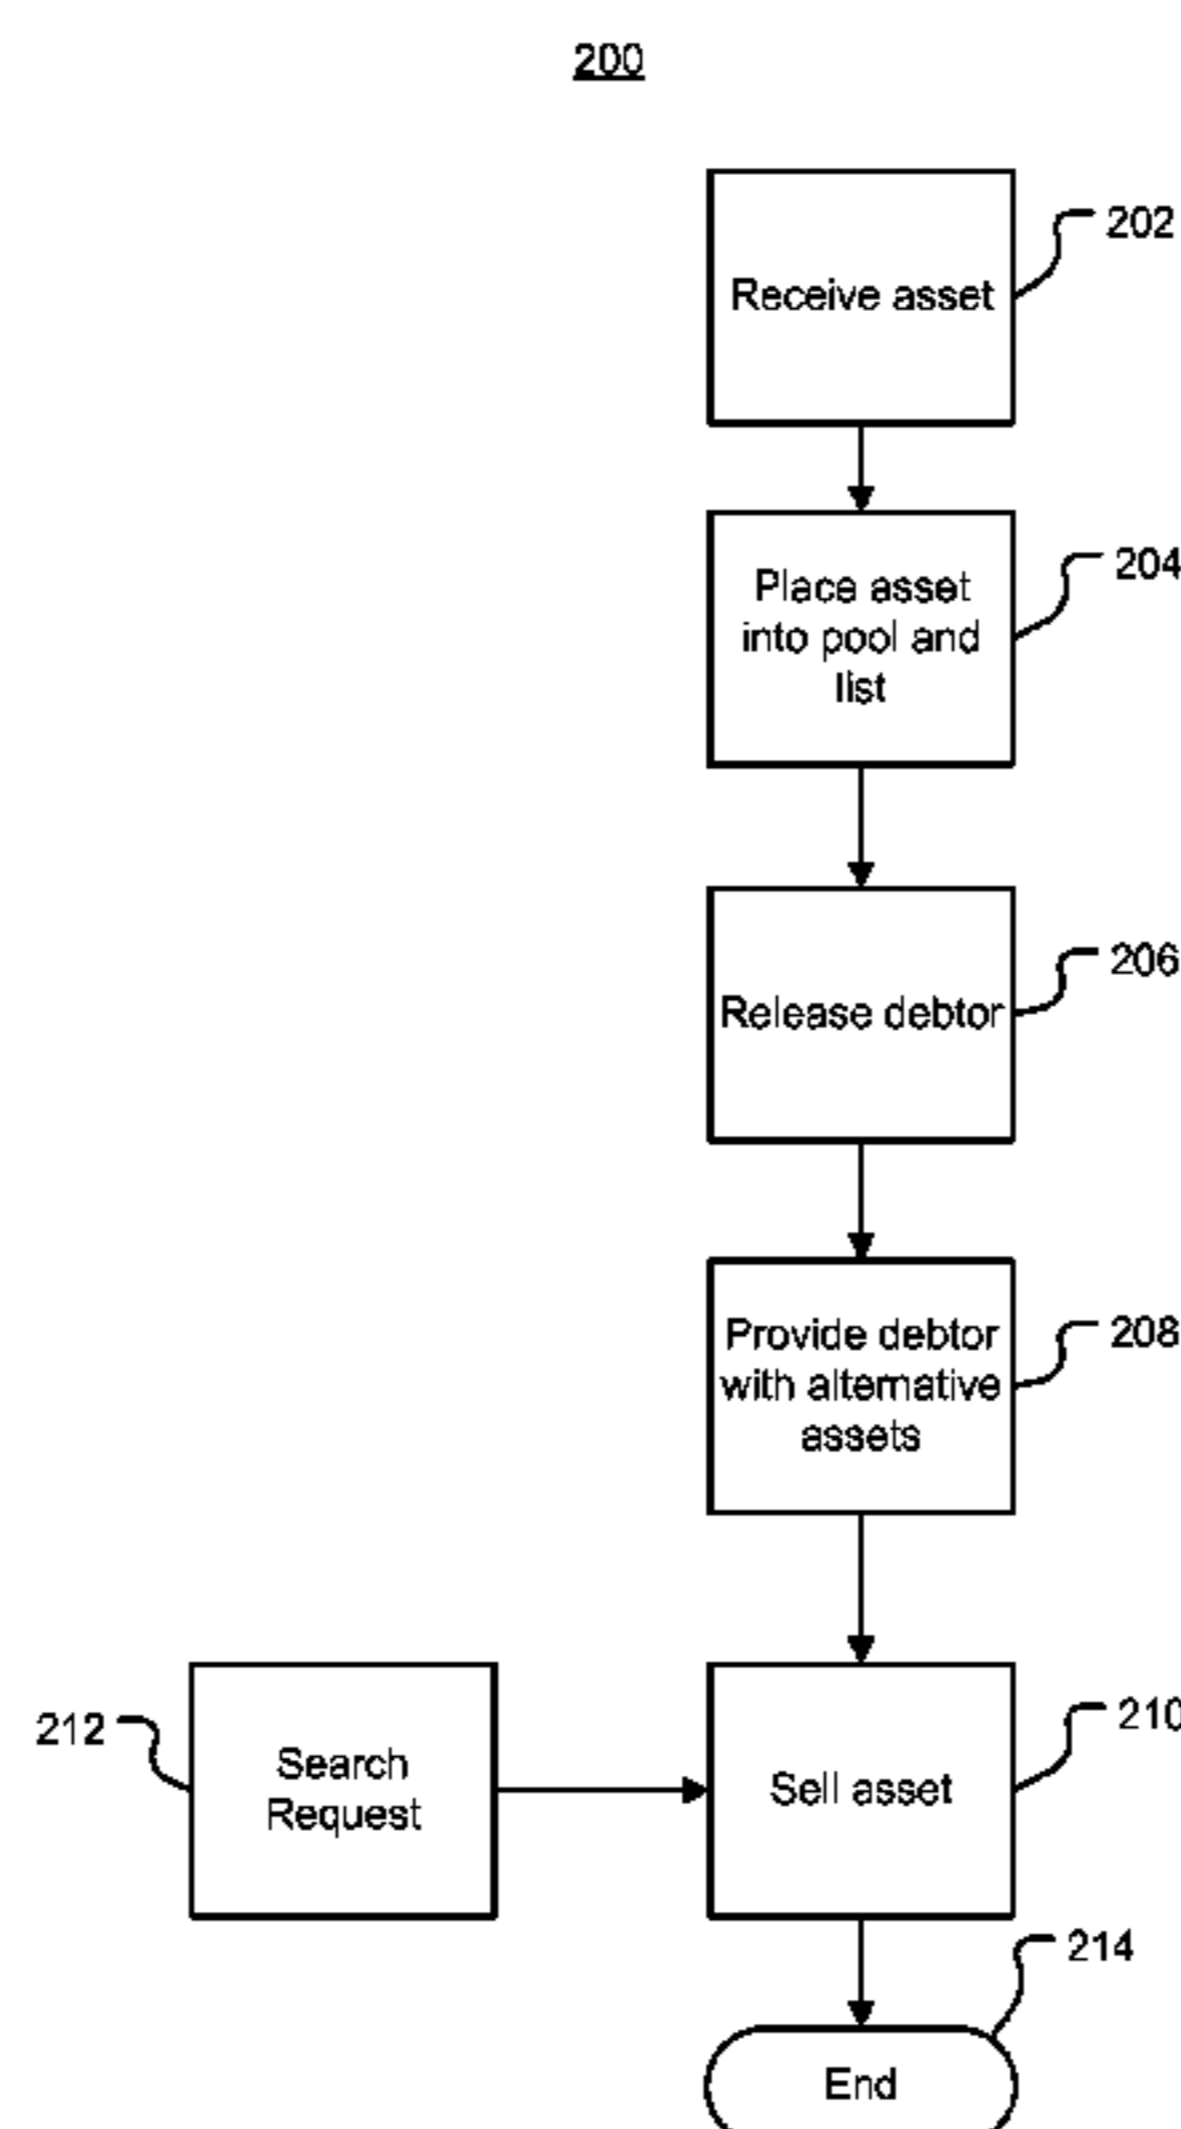 200
Receive asset
202
Place asset
into pool and
list
204
Release debtor
206
Provide debtor
with alternative
assets
208
212
Search
Request
Sell asset
210
214
End